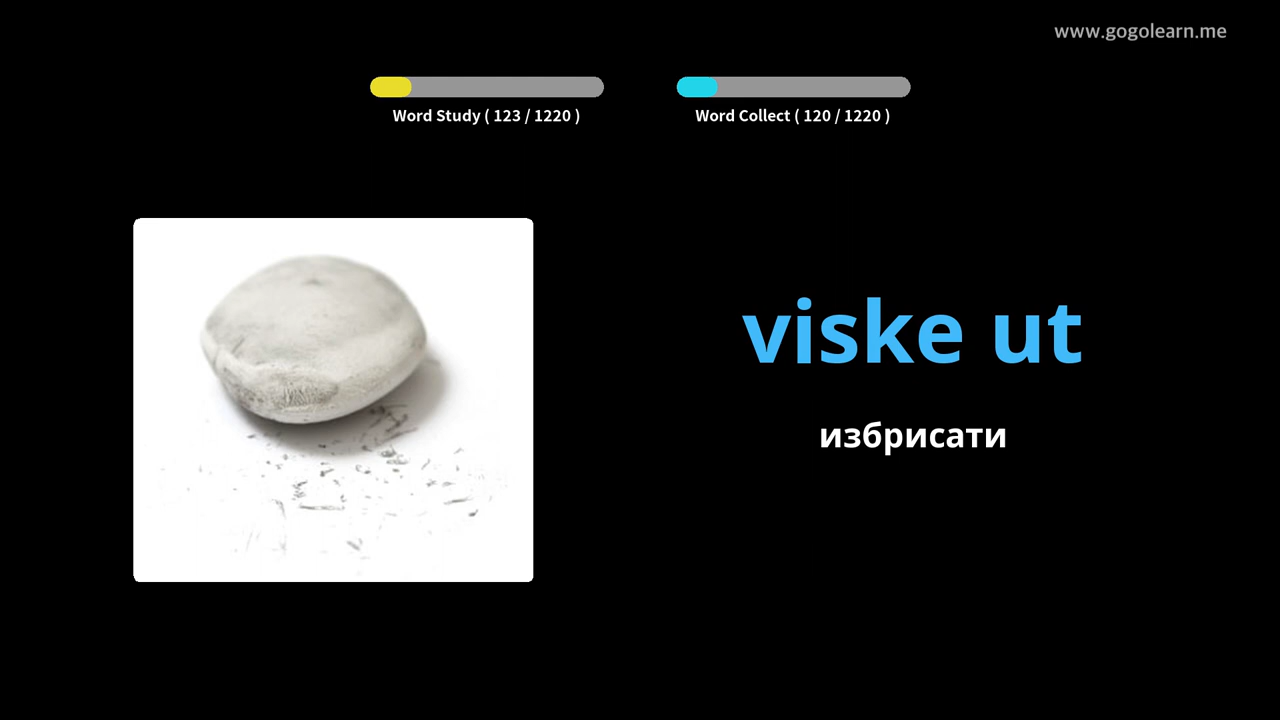 www.gogolearn.me
Word Study ( 123 / 1220 )
Word Collect ( 120 / 1220 )
viske ut
избрисати